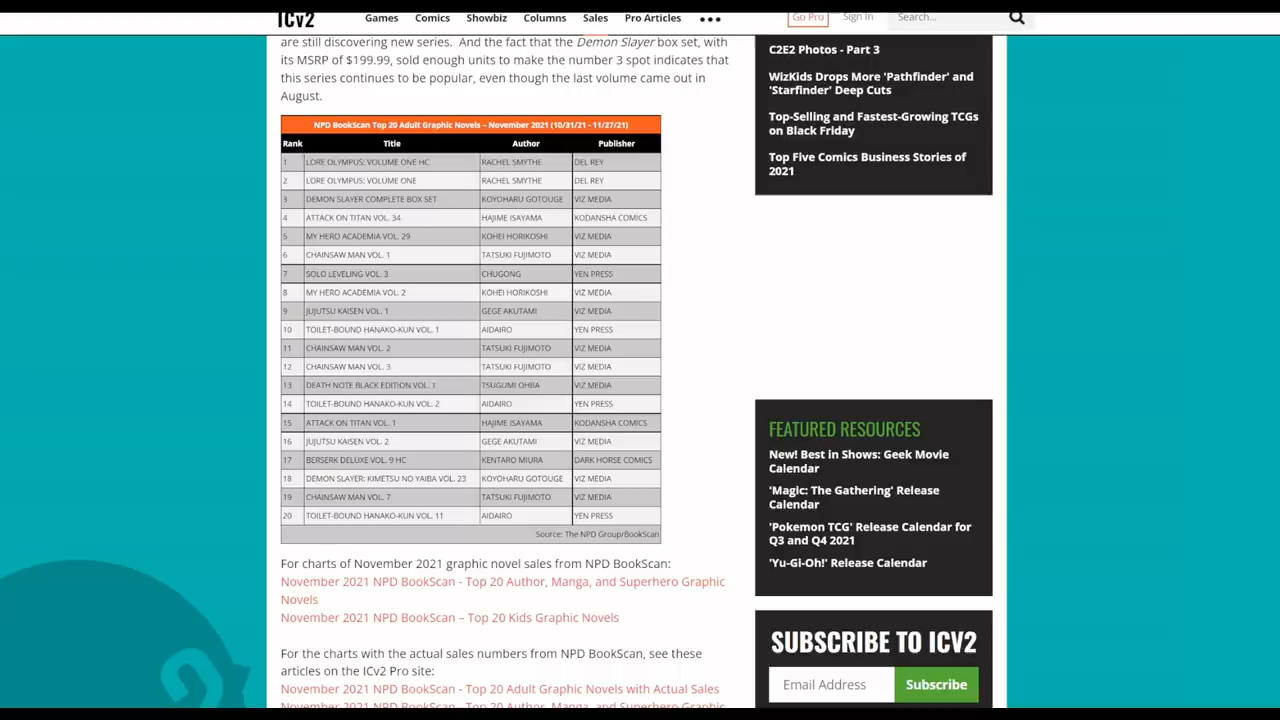 ICv2
Games Comics Showbiz Columns Sales Pro Articles •••
Go Pro Sign In Search...
are still discovering new series. And the fact that the Demon Slayer box set, with
its MSRP of $199.99, sold enough units to make the number 3 spot indicates that
this series continues to be popular, even though the last volume came out in
August.
NPD BookScan Top 20 Adult Graphic Novels – November 2021 (10/31/21 - 11/27/21)
Rank Title Author Publisher
1 LORE OLYMPUS: VOLUME ONE HC RACHEL SMYTHE DEL REY
2 LORE OLYMPUS: VOLUME ONE RACHEL SMYTHE DEL REY
3 DEMON SLAYER COMPLETE BOX SET KOYOHARU GOTOUGE VIZ MEDIA
4 ATTACK ON TITAN VOL. 34 HAJIME ISAYAMA KODANSHA COMICS
5 MY HERO ACADEMIA VOL. 29 KOHEI HORIKOSHI VIZ MEDIA
6 CHAINSAW MAN VOL. 1 TATSUKI FUJIMOTO VIZ MEDIA
7 SOLO LEVELING VOL. 3 CHUGONG YEN PRESS
8 MY HERO ACADEMIA VOL. 2 KOHEI HORIKOSHI VIZ MEDIA
9 JUJUTSU KAISEN VOL. 1 GEGE AKUTAMI VIZ MEDIA
10 TOILET-BOUND HANAKO-KUN VOL. 1 AIDAIRO YEN PRESS
11 CHAINSAW MAN VOL. 2 TATSUKI FUJIMOTO VIZ MEDIA
12 CHAINSAW MAN VOL. 3 TATSUKI FUJIMOTO VIZ MEDIA
13 DEATH NOTE BLACK EDITION VOL. 1 TSUGUMI OHBA VIZ MEDIA
14 TOILET-BOUND HANAKO-KUN VOL. 2 AIDAIRO YEN PRESS
15 ATTACK ON TITAN VOL. 1 HAJIME ISAYAMA KODANSHA COMICS
16 JUJUTSU KAISEN VOL. 2 GEGE AKUTAMI VIZ MEDIA
17 BERSERK DELUXE VOL. 9 HC KENTARO MIURA DARK HORSE COMICS
18 DEMON SLAYER: KIMETSU NO YAIBA VOL. 23 KOYOHARU GOTOUGE VIZ MEDIA
19 CHAINSAW MAN VOL. 7 TATSUKI FUJIMOTO VIZ MEDIA
20 TOILET-BOUND HANAKO-KUN VOL. 11 AIDAIRO YEN PRESS
Source: The NPD Group/BookScan
For charts of November 2021 graphic novel sales from NPD BookScan:
November 2021 NPD BookScan - Top 20 Author, Manga, and Superhero Graphic
Novels
November 2021 NPD BookScan – Top 20 Kids Graphic Novels
For the charts with the actual sales numbers from NPD BookScan, see these
articles on the ICv2 Pro site:
November 2021 NPD BookScan - Top 20 Adult Graphic Novels with Actual Sales
November 2021 NPD BookScan - Top 20 Author, Manga, and Superhero Graphic
C2E2 Photos - Part 3
WizKids Drops More 'Pathfinder' and
'Starfinder' Deep Cuts
Top-Selling and Fastest-Growing TCGs
on Black Friday
Top Five Comics Business Stories of
2021
FEATURED RESOURCES
New! Best in Shows: Geek Movie
Calendar
'Magic: The Gathering' Release
Calendar
'Pokemon TCG' Release Calendar for
Q3 and Q4 2021
'Yu-Gi-Oh!' Release Calendar
SUBSCRIBE TO ICV2
Email Address Subscribe